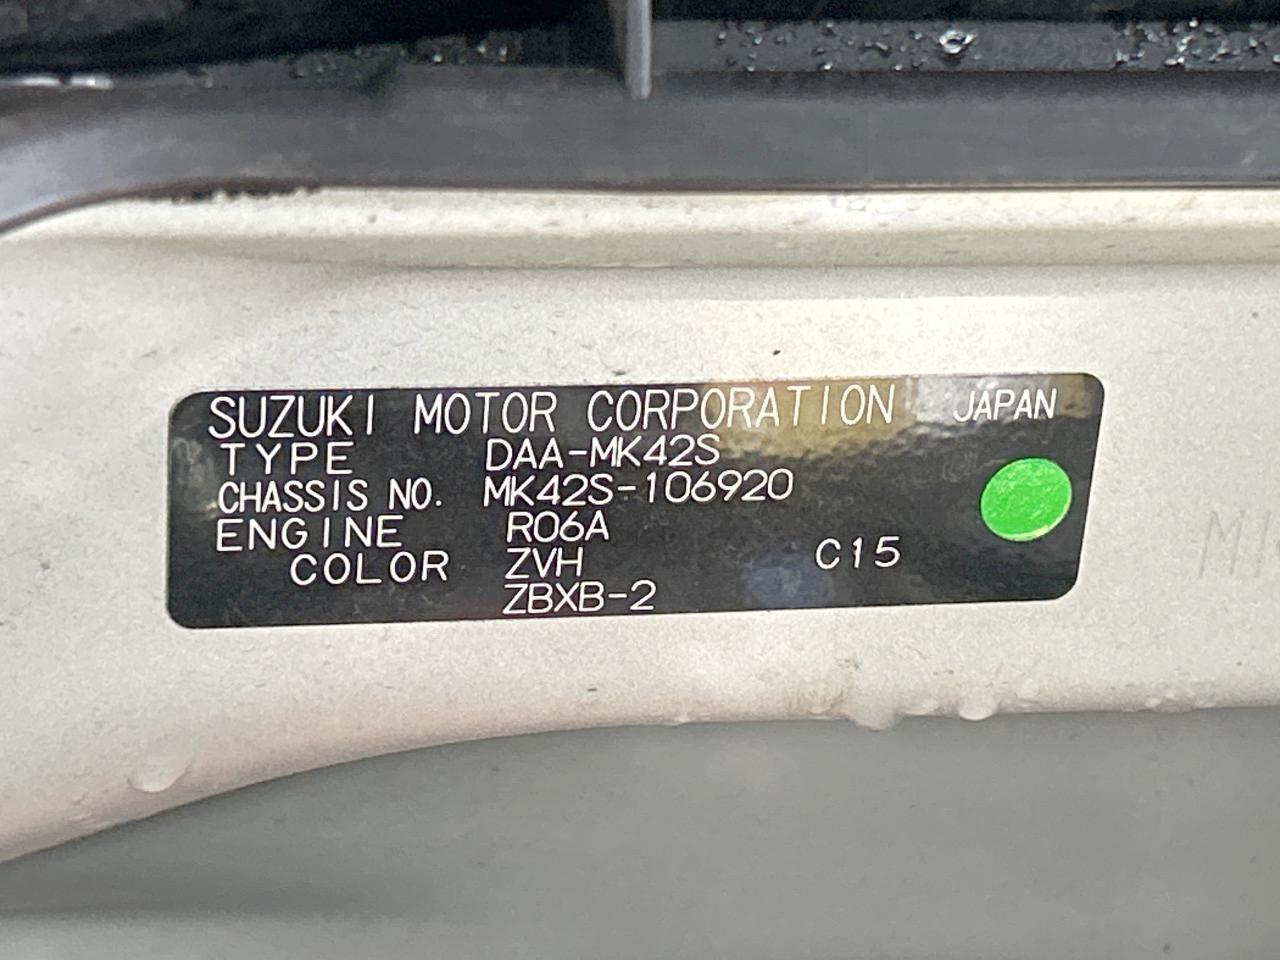 SUZUKI MOTOR CORPORATION JAPAN
TYPE DAA-MK42S
CHASSIS NO. MK42S-106920
ENGINE R06A
COLOR ZVH C15
ZBXB-2